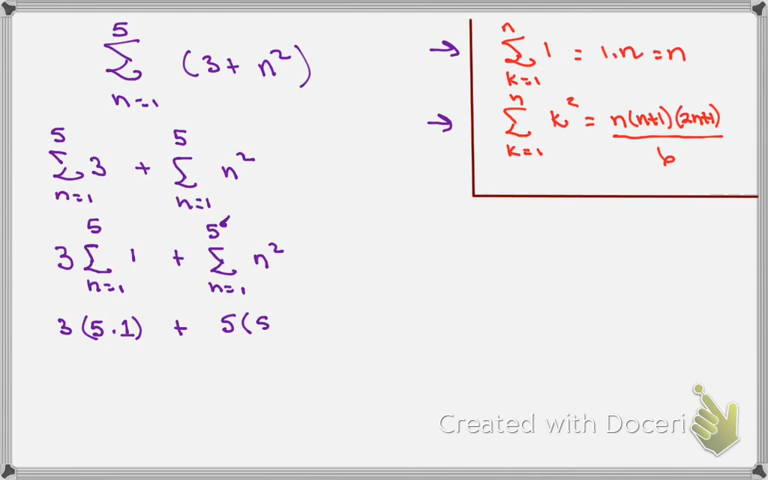 5
∑ (3 + n²)
n=1
5 5
∑ 3 + ∑ n²
n=1 n=1
5 5
3 ∑ 1 + ∑ n²
n=1 n=1
3(5·1) + 5(5
n
→ ∑ 1 = 1·n = n
k=1
n
→ ∑ k² = n(n+1)(2n+1)
k=1 6
Created with Doceri